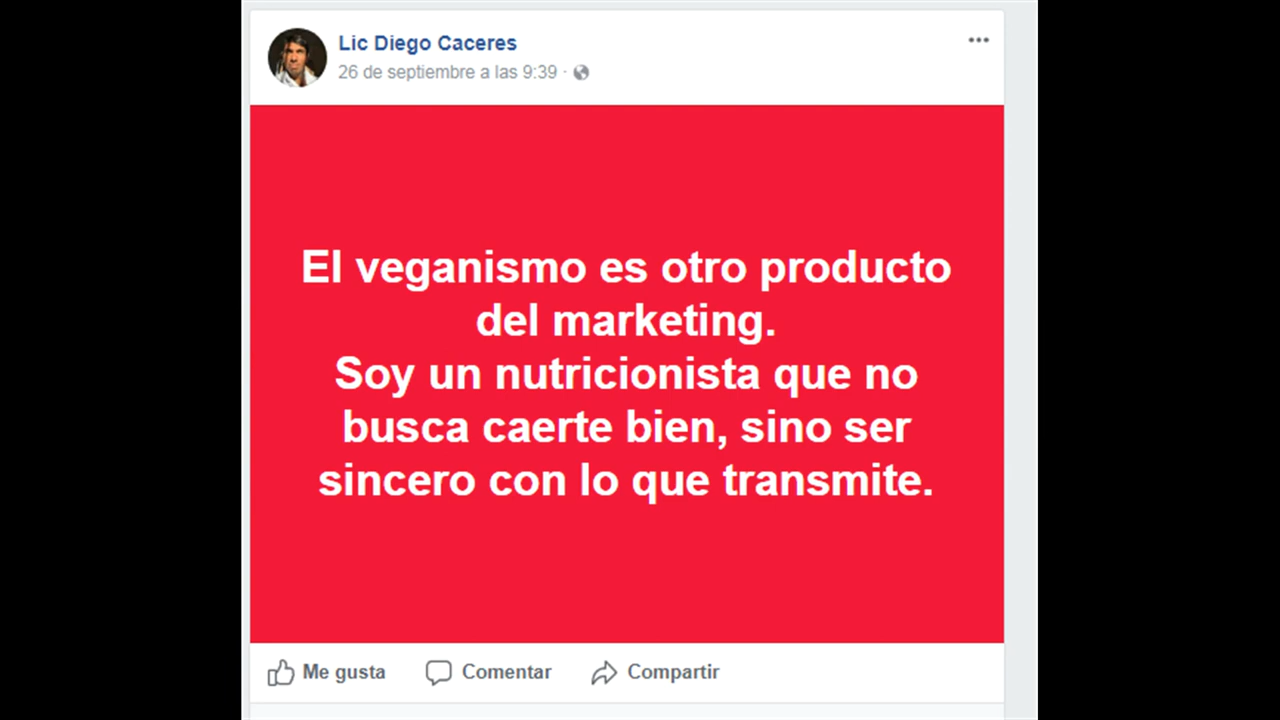 Lic Diego Caceres
26 de septiembre a las 9:39 ·
El veganismo es otro producto
del marketing.
Soy un nutricionista que no
busca caerte bien, sino ser
sincero con lo que transmite.
Me gusta Comentar Compartir